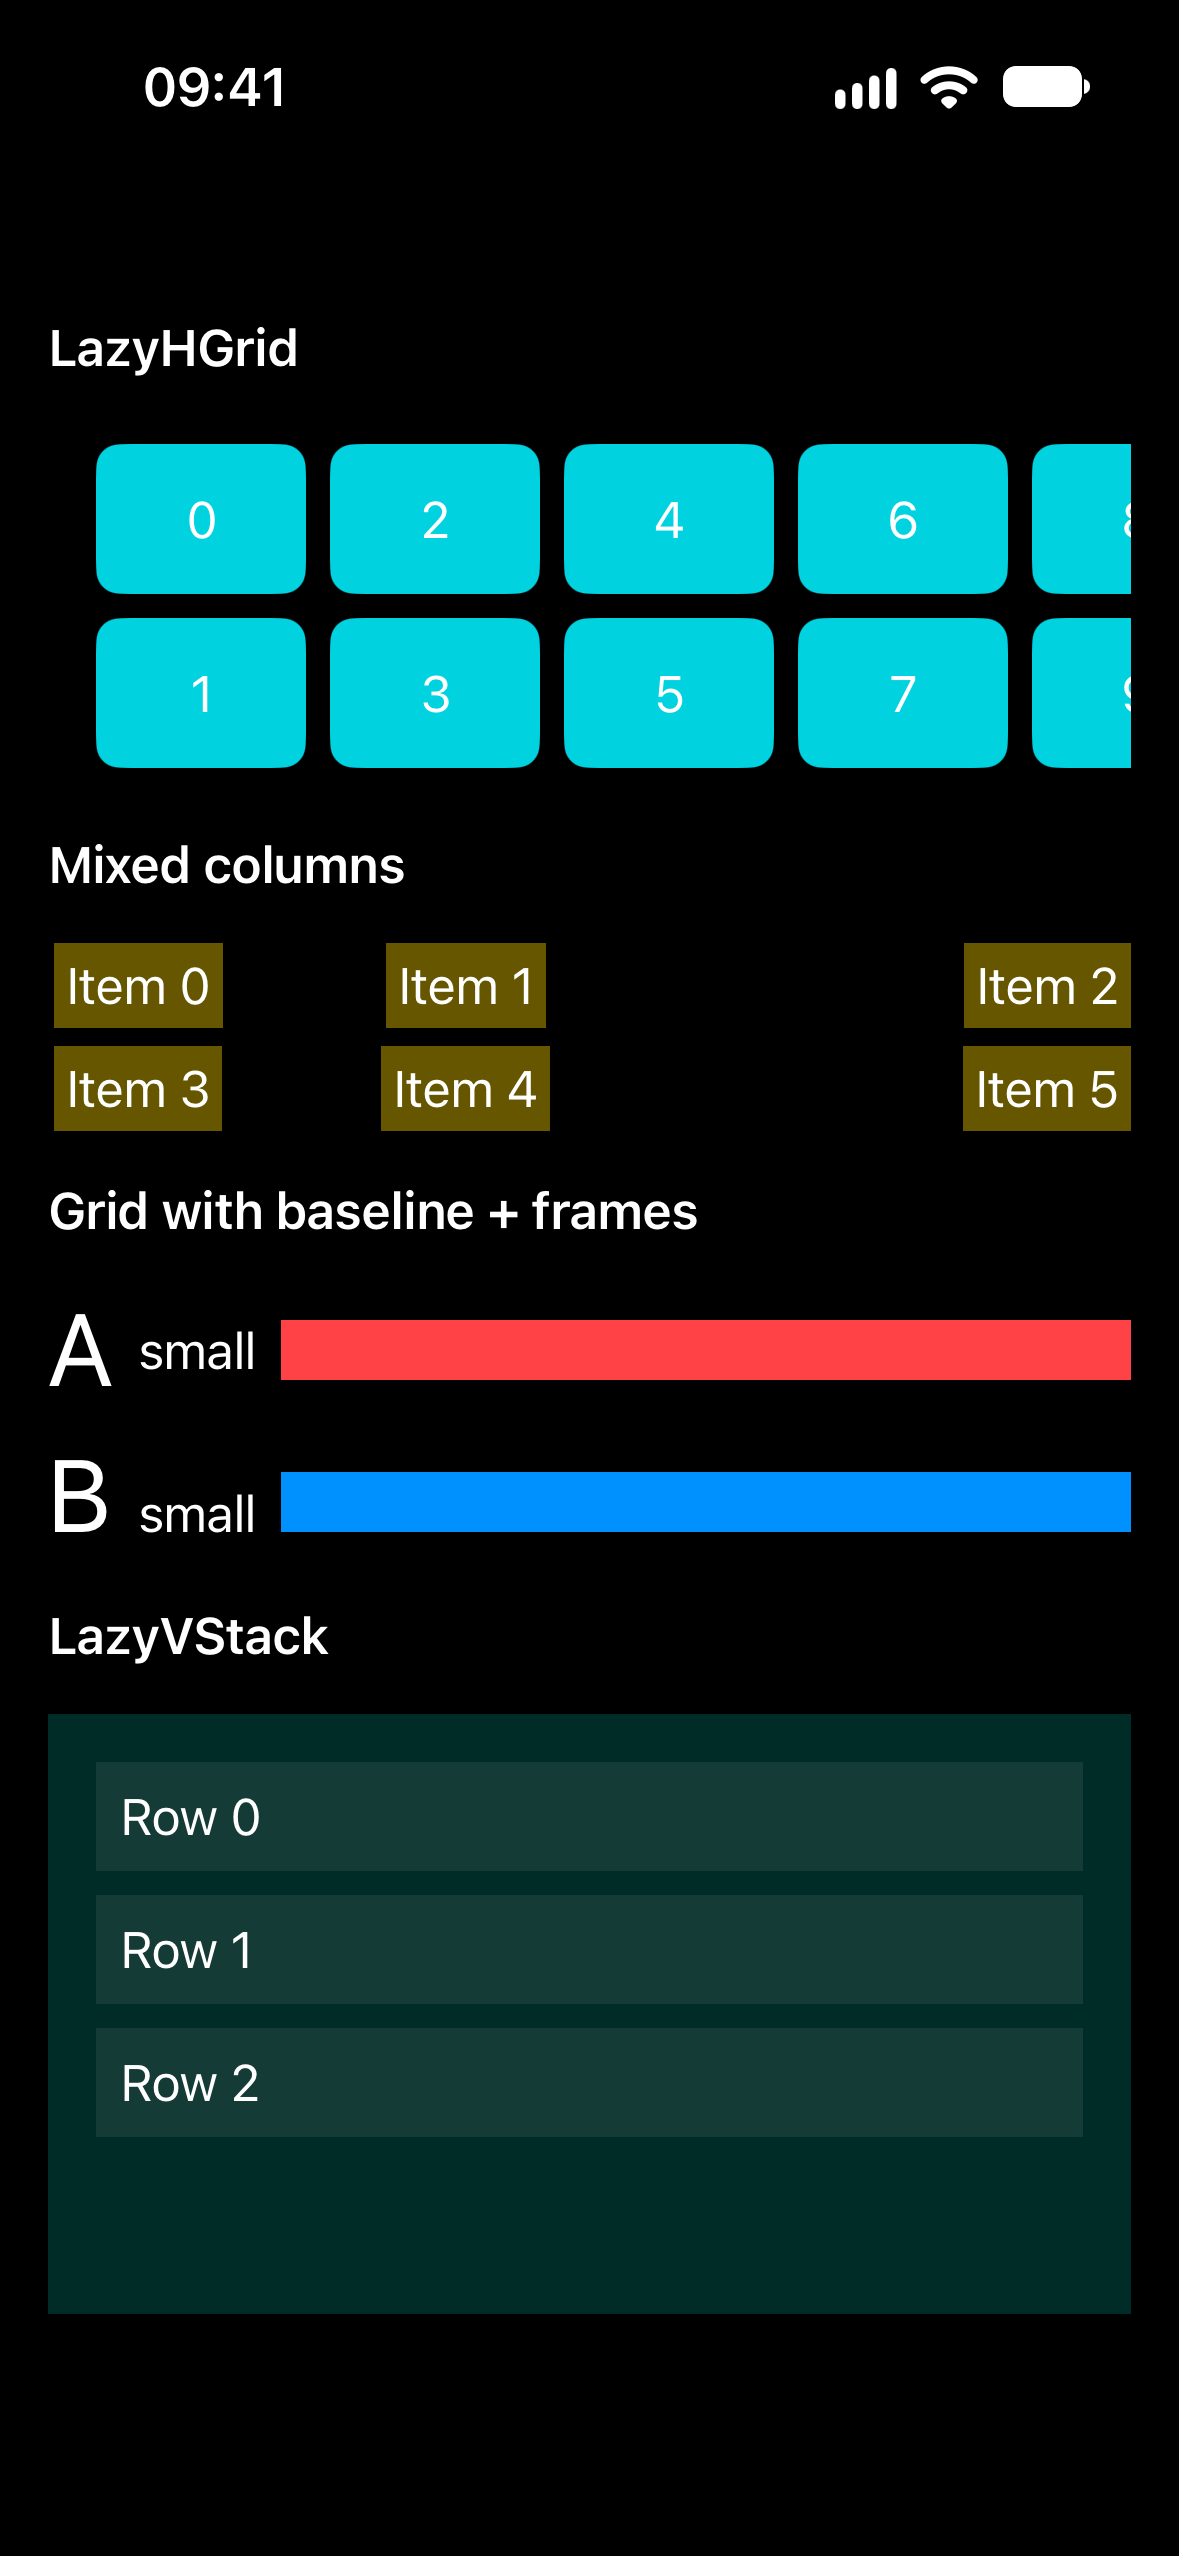 09:41
LazyHGrid
0 2 4 6
1 3 5 7
Mixed columns
Item 0 Item 1 Item 2
Item 3 Item 4 Item 5
Grid with baseline + frames
A small
B small
LazyVStack
Row 0
Row 1
Row 2